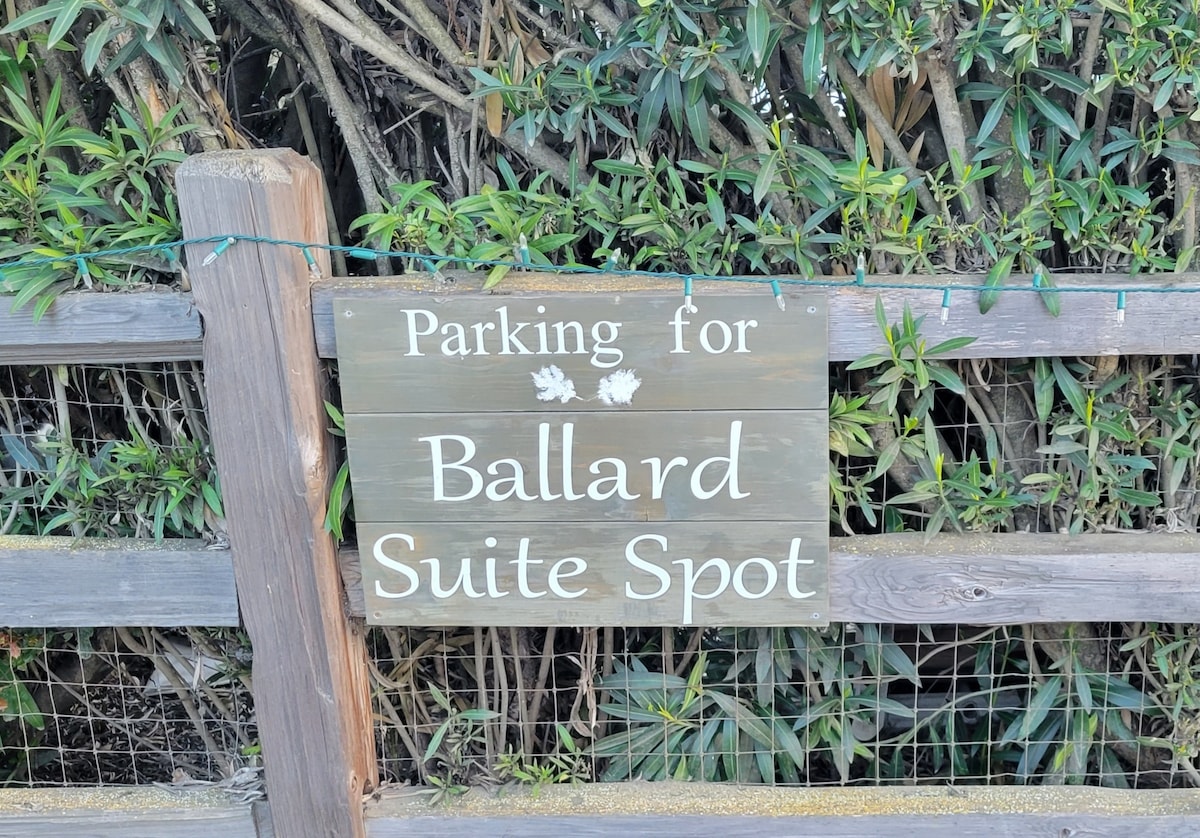 Parking for
Ballard
Suite Spot